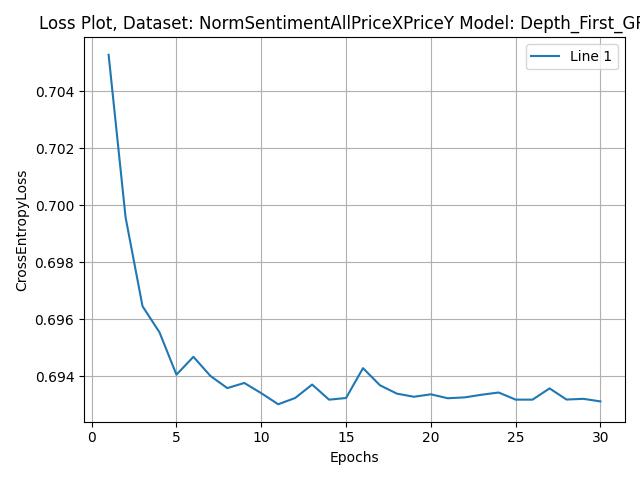 Loss Plot, Dataset: NormSentimentAllPriceXPriceY Model: Depth_First_GR
Line 1
0.704
0.702
0.700
0.698
0.696
0.694
CrossEntropyLoss
0 5 10 15 20 25 30
Epochs